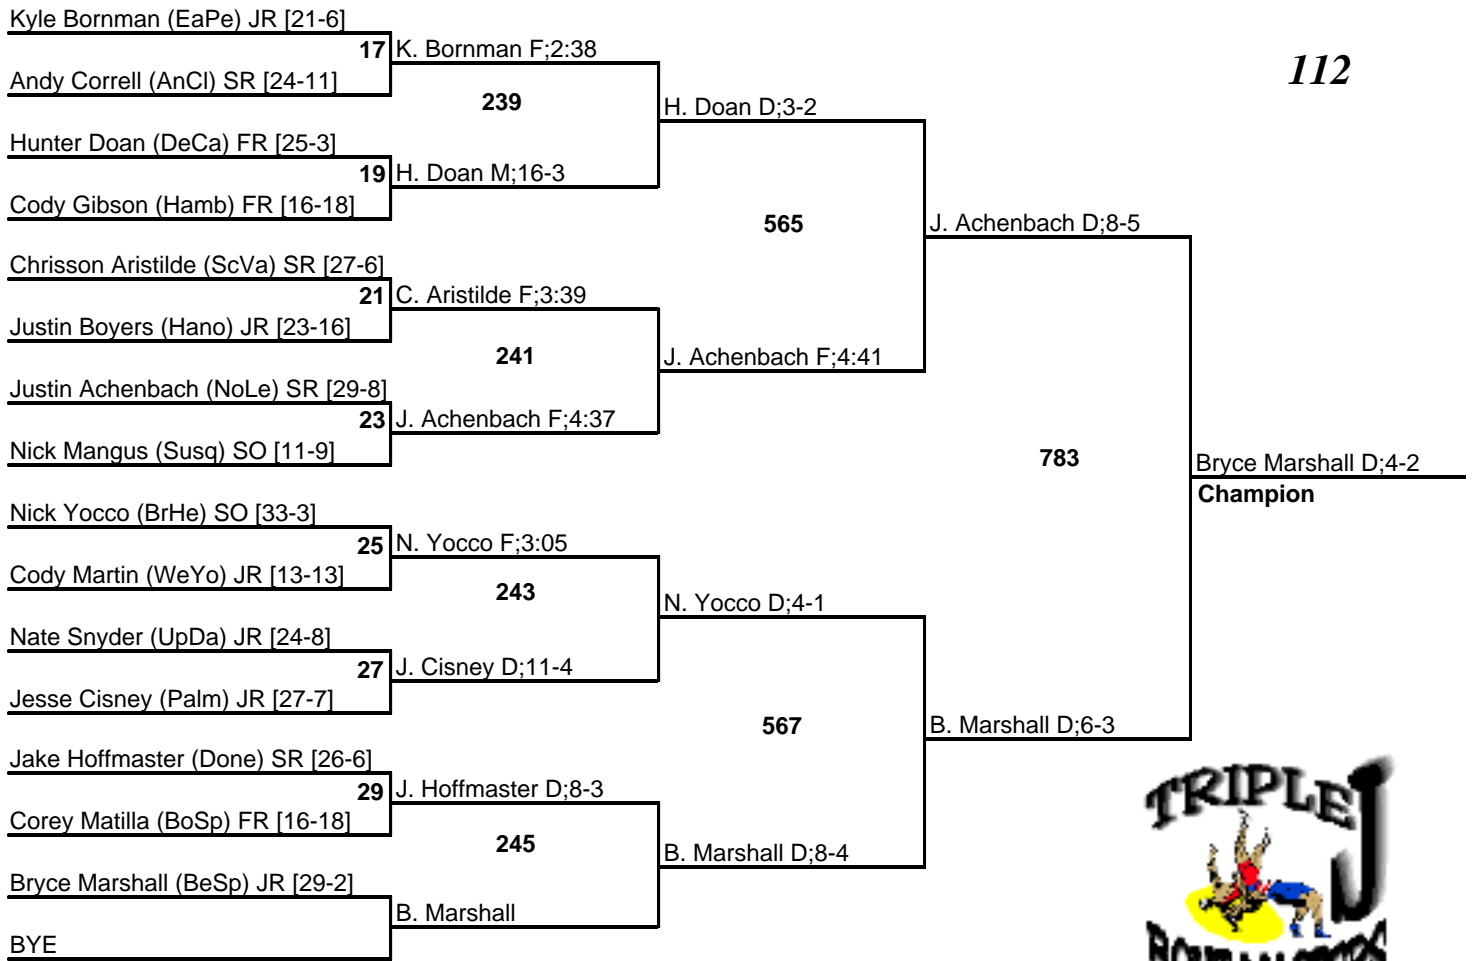 Kyle Bornman (EaPe) JR [21-6]
17 K. Bornman F;2:38
112
Andy Correll (AnCl) SR [24-11]
239
H. Doan D;3-2
Hunter Doan (DeCa) FR [25-3]
19 H. Doan M;16-3
Cody Gibson (Hamb) FR [16-18]
565
J. Achenbach D;8-5
Chrisson Aristilde (ScVa) SR [27-6]
21 C. Aristilde F;3:39
Justin Boyers (Hano) JR [23-16]
241
J. Achenbach F;4:41
Justin Achenbach (NoLe) SR [29-8]
23 J. Achenbach F;4:37
Nick Mangus (Susq) SO [11-9]
783
Bryce Marshall D;4-2
Champion
Nick Yocco (BrHe) SO [33-3]
25 N. Yocco F;3:05
Cody Martin (WeYo) JR [13-13]
243
N. Yocco D;4-1
Nate Snyder (UpDa) JR [24-8]
27 J. Cisney D;11-4
Jesse Cisney (Palm) JR [27-7]
567
B. Marshall D;6-3
Jake Hoffmaster (Done) SR [26-6]
29 J. Hoffmaster D;8-3
Corey Matilla (BoSp) FR [16-18]
245
B. Marshall D;8-4
Bryce Marshall (BeSp) JR [29-2]
B. Marshall
BYE
TRIPLE J